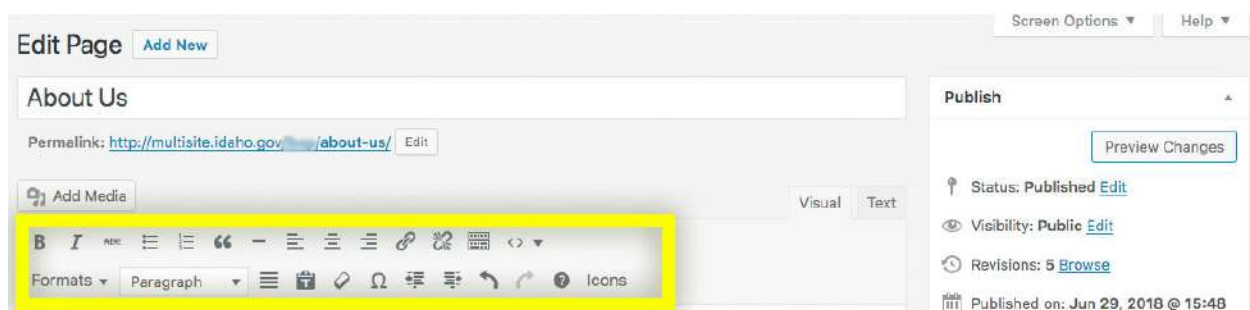 Screen Options ▼ Help ▼
Edit Page Add New
About Us
Permalink: http://multisite.idaho.gov/ /about-us/ Edit
Add Media
Visual Text
B I ABC “ — Ω
Formats ▼ Paragraph ▼ Icons
Publish
Preview Changes
Status: Published Edit
Visibility: Public Edit
Revisions: 5 Browse
Published on: Jun 29, 2018 @ 15:48